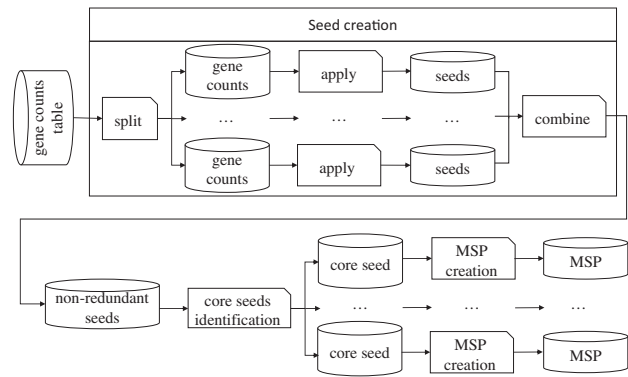 Seed creation
gene counts
table
split
gene
counts
apply
seeds
... ... ...
gene
counts
apply
seeds
combine
non-redundant
seeds
core seeds
identification
core seed
MSP
creation
MSP
... ... ...
core seed
MSP
creation
MSP